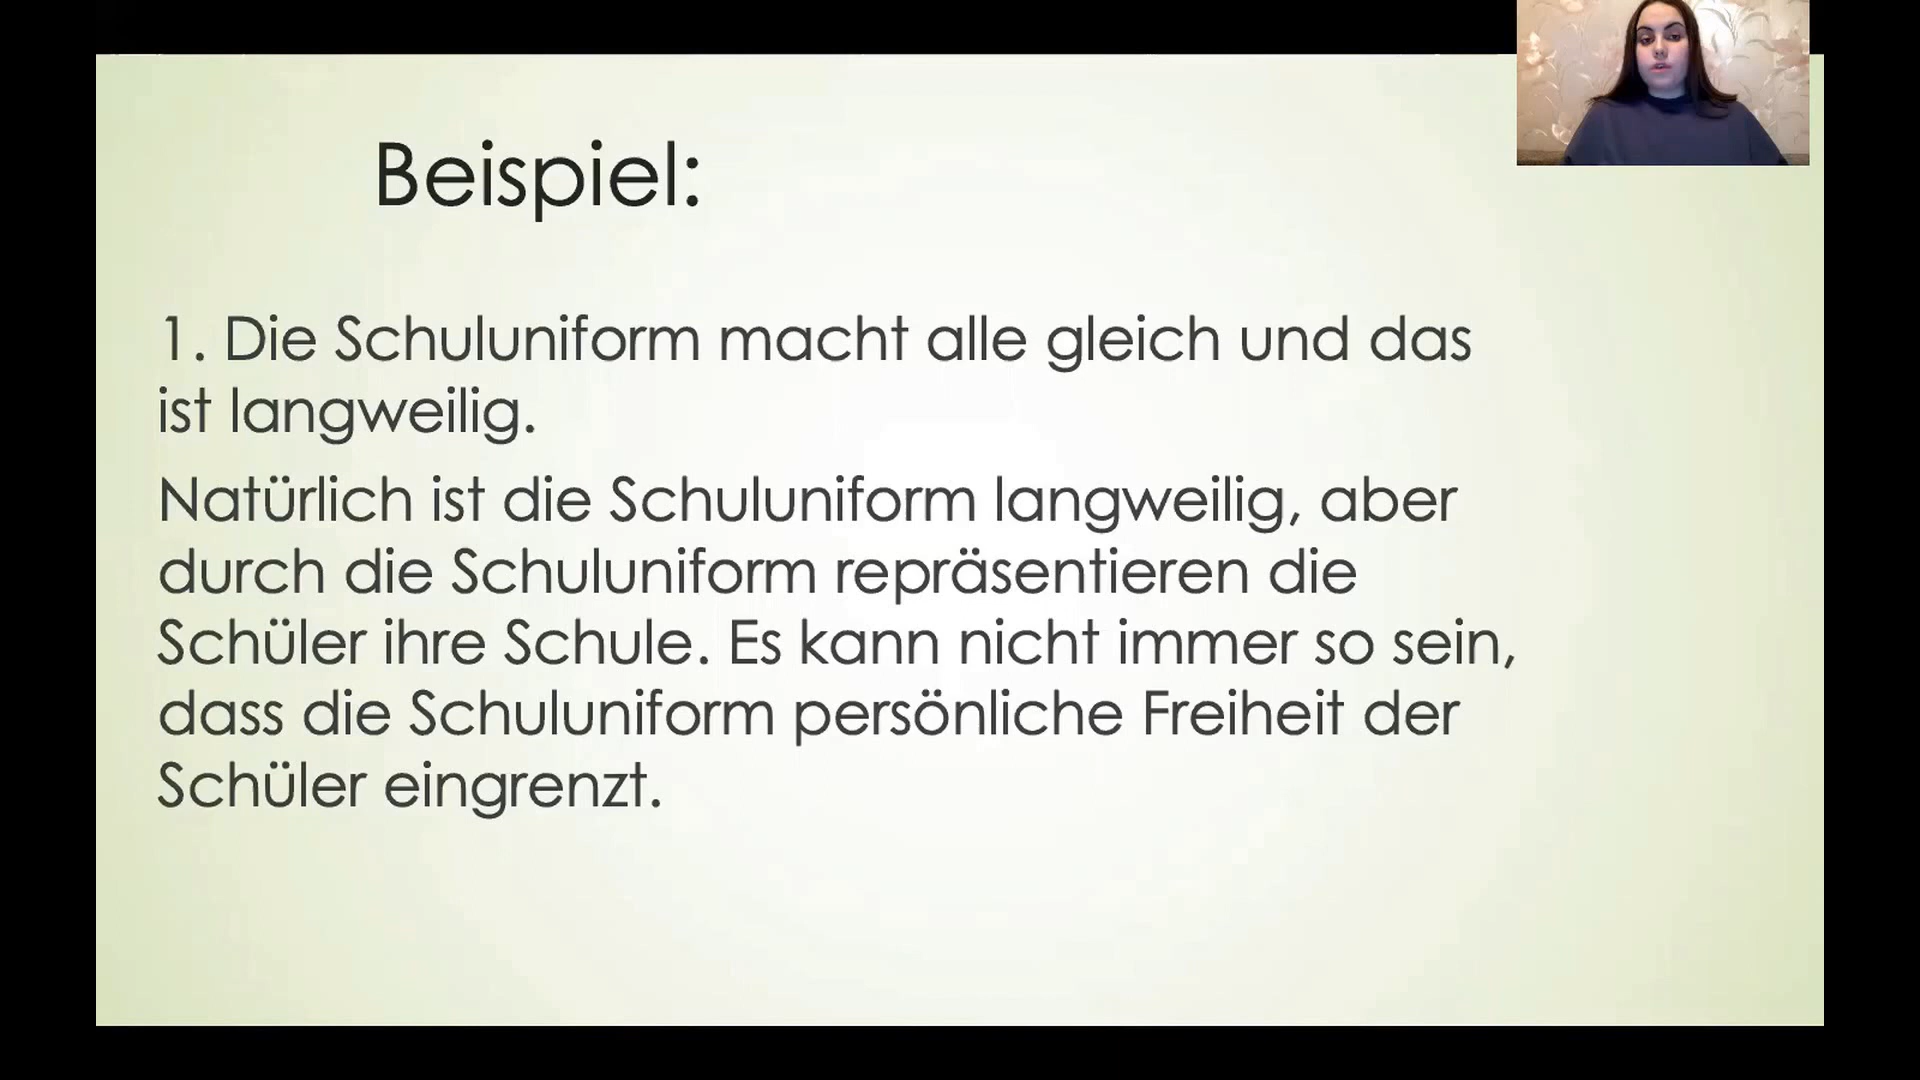 Beispiel:
1. Die Schuluniform macht alle gleich und das
ist langweilig.
Natürlich ist die Schuluniform langweilig, aber
durch die Schuluniform repräsentieren die
Schüler ihre Schule. Es kann nicht immer so sein,
dass die Schuluniform persönliche Freiheit der
Schüler eingrenzt.